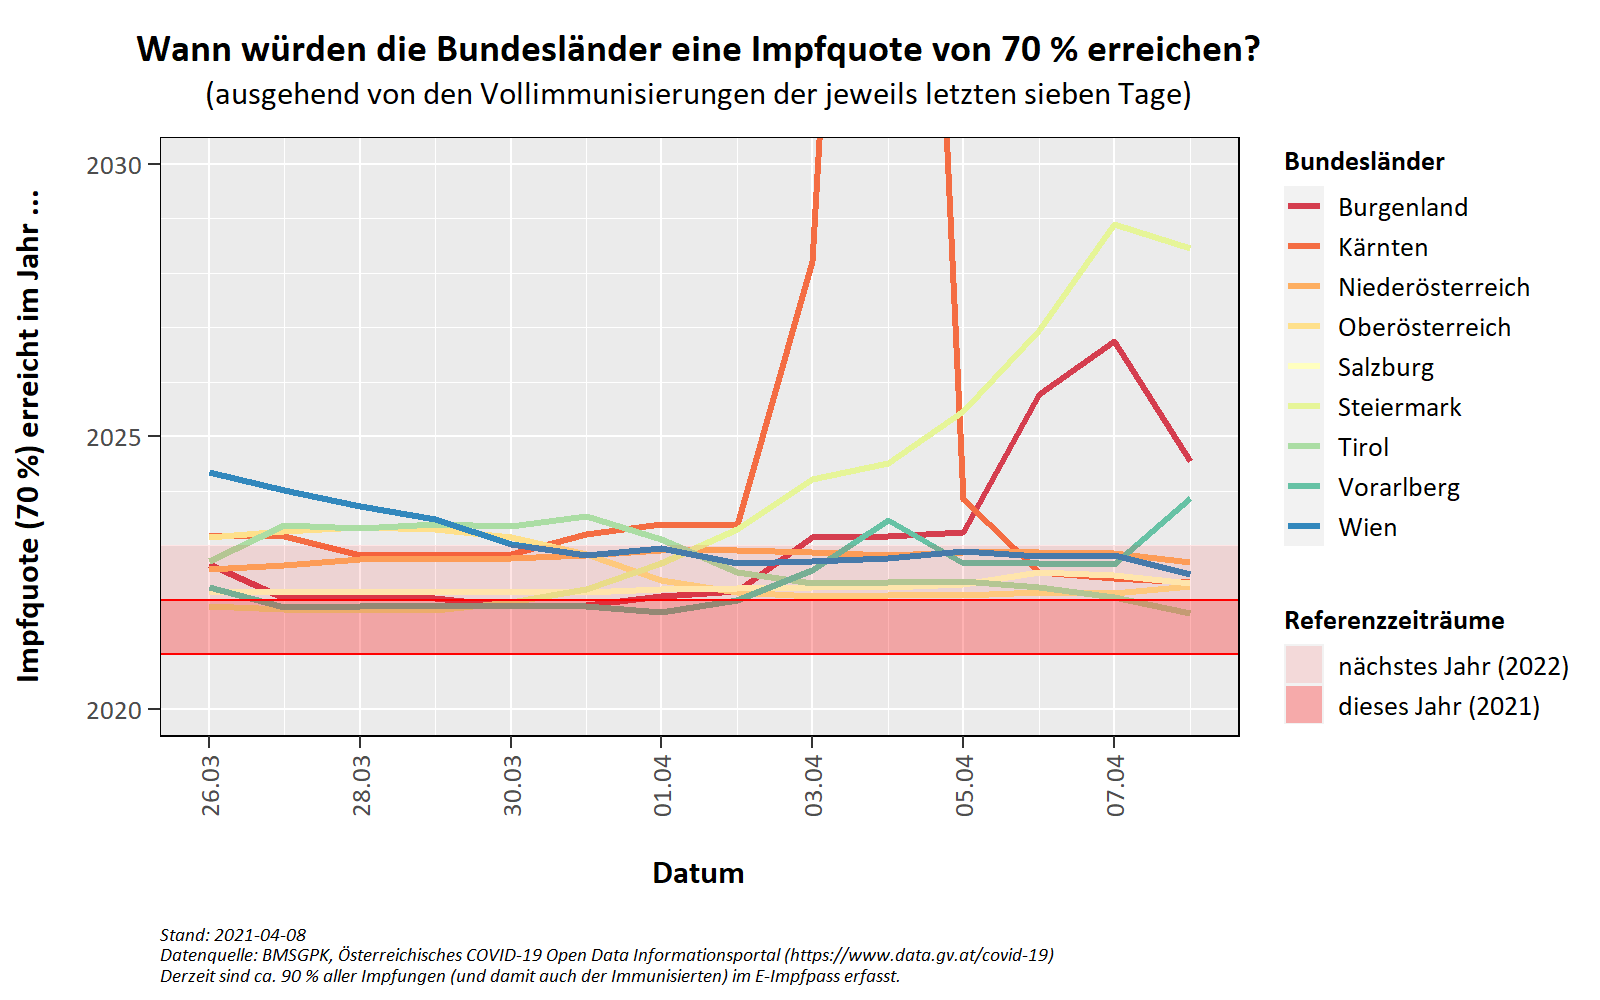 Wann würden die Bundesländer eine Impfquote von 70 % erreichen?
(ausgehend von den Vollimmunisierungen der jeweils letzten sieben Tage)
Impfquote (70 %) erreicht im Jahr ...
2030
2025
2020
26.03
28.03
30.03
01.04
03.04
05.04
07.04
Datum
Bundesländer
Burgenland
Kärnten
Niederösterreich
Oberösterreich
Salzburg
Steiermark
Tirol
Vorarlberg
Wien
Referenzzeiträume
nächstes Jahr (2022)
dieses Jahr (2021)
Stand: 2021-04-08
Datenquelle: BMSGPK, Österreichisches COVID-19 Open Data Informationsportal (https://www.data.gv.at/covid-19)
Derzeit sind ca. 90 % aller Impfungen (und damit auch der Immunisierten) im E-Impfpass erfasst.